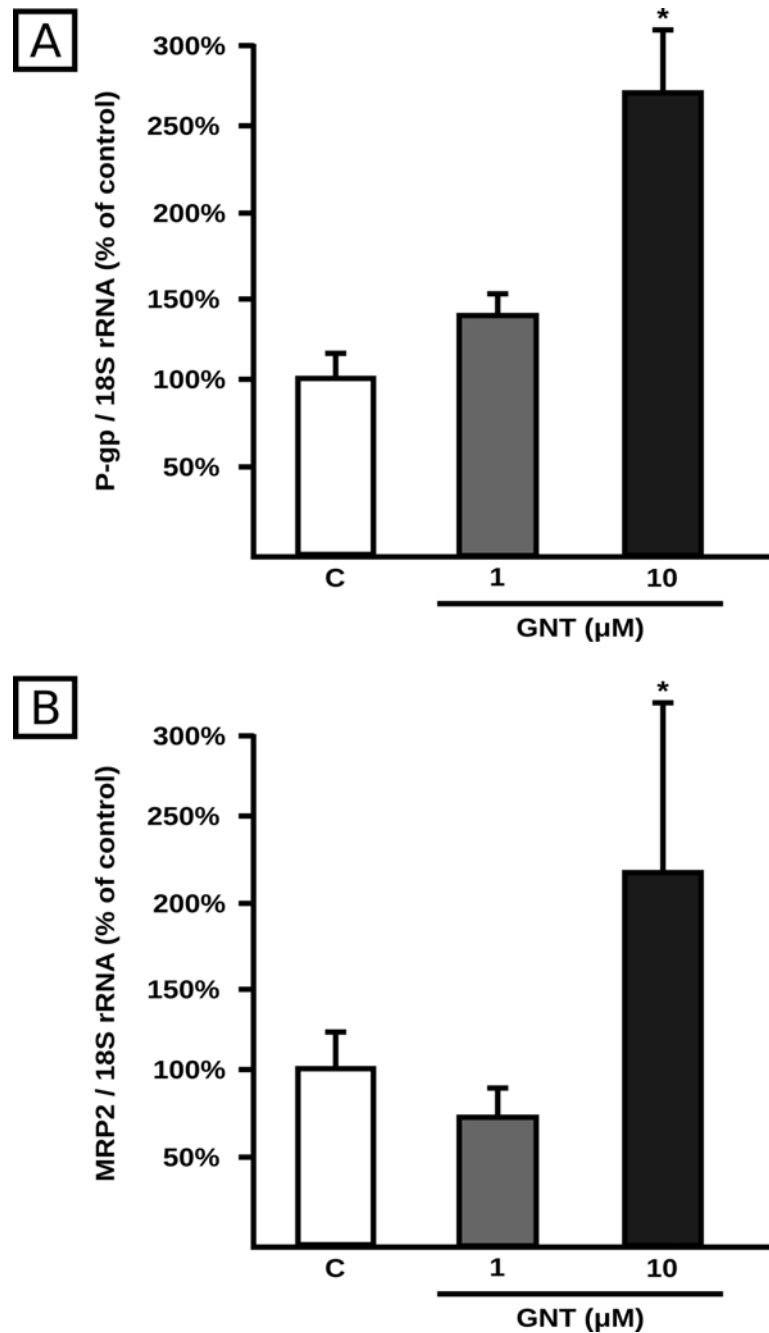 A
P-gp / 18S rRNA (% of control)
300%
250%
200%
150%
100%
50%
*
C
1
10
GNT (µM)
B
MRP2 / 18S rRNA (% of control)
300%
250%
200%
150%
100%
50%
*
C
1
10
GNT (µM)